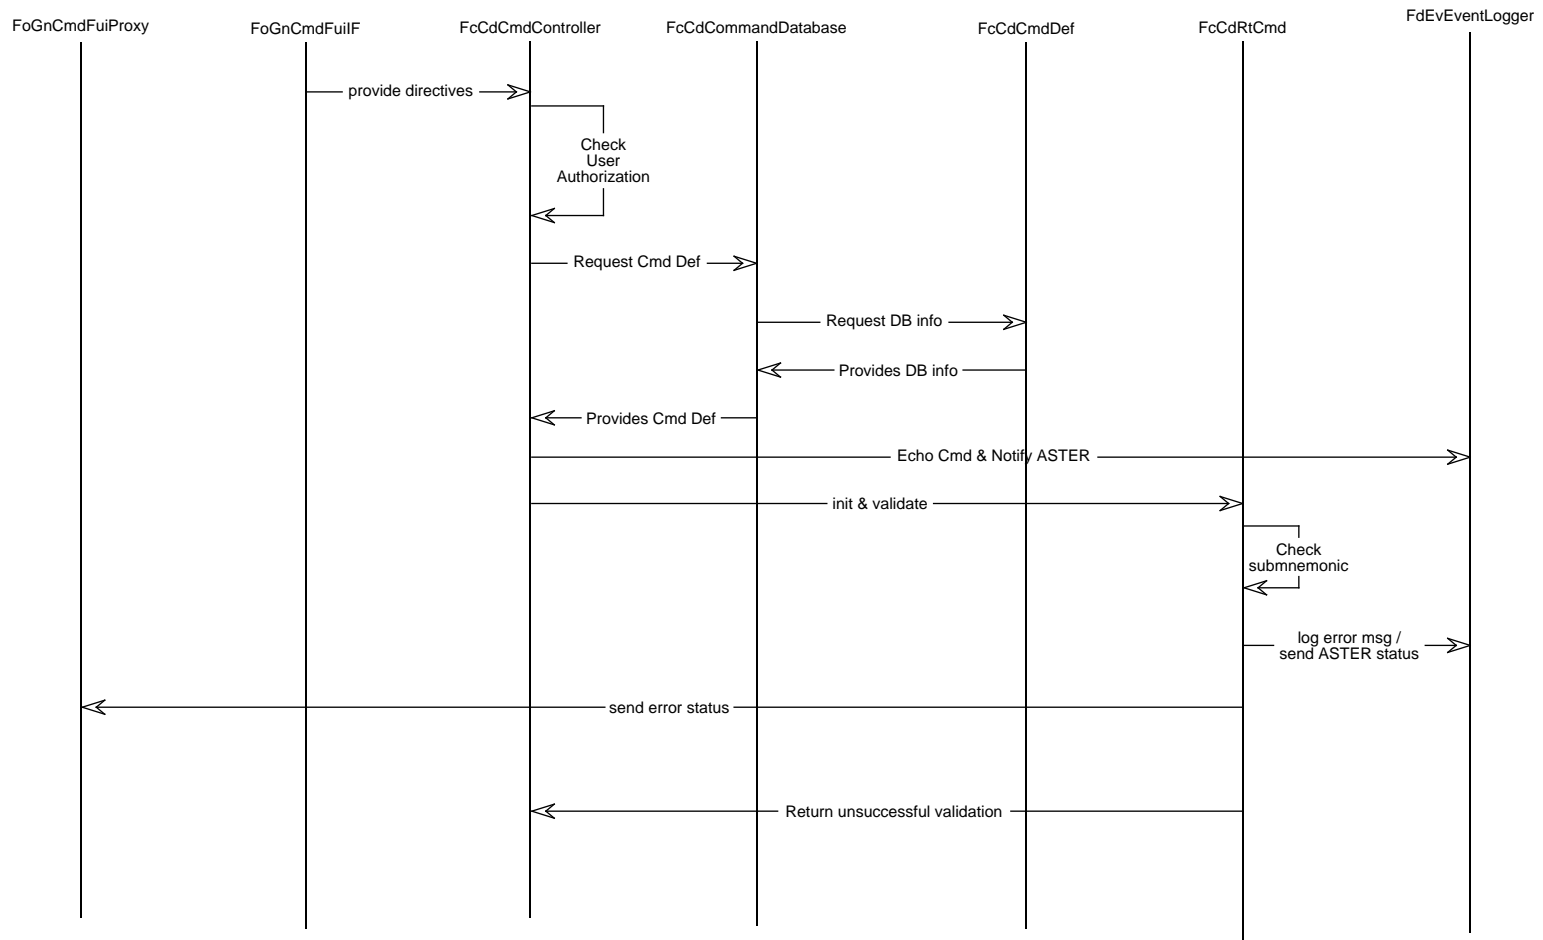 FoGnCmdFuiProxy
FoGnCmdFuiIF
FcCdCmdController
FcCdCommandDatabase
FcCdCmdDef
FcCdRtCmd
FdEvEventLogger
provide directives
Check
User
Authorization
Request Cmd Def
Request DB info
Provides DB info
Provides Cmd Def
Echo Cmd & Notify ASTER
init & validate
Check
submnemonic
log error msg /
send ASTER status
send error status
Return unsuccessful validation